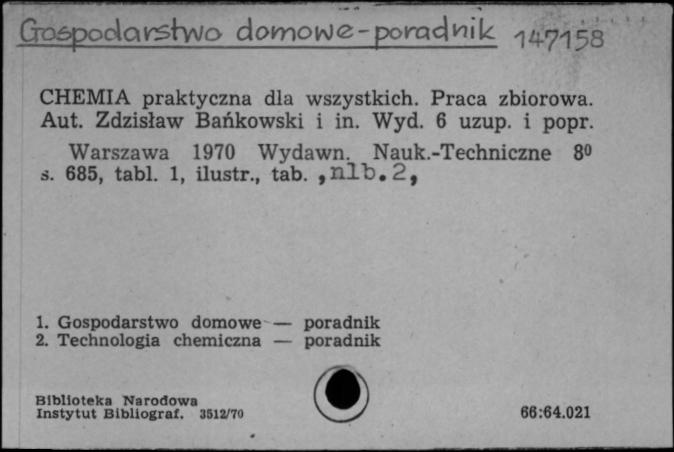 Gospodarstwo domowe - poradnik 147158
CHEMIA praktyczna dla wszystkich. Praca zbiorowa.
Aut. Zdzisław Bańkowski i in. Wyd. 6 uzup. i popr.
Warszawa 1970 Wydawn. Nauk.-Techniczne 8⁰
s. 685, tabl. 1, ilustr., tab. , nlb. 2,
1. Gospodarstwo domowe — poradnik
2. Technologia chemiczna — poradnik
Biblioteka Narodowa
Instytut Bibliograf. 3512/70
66:64.021